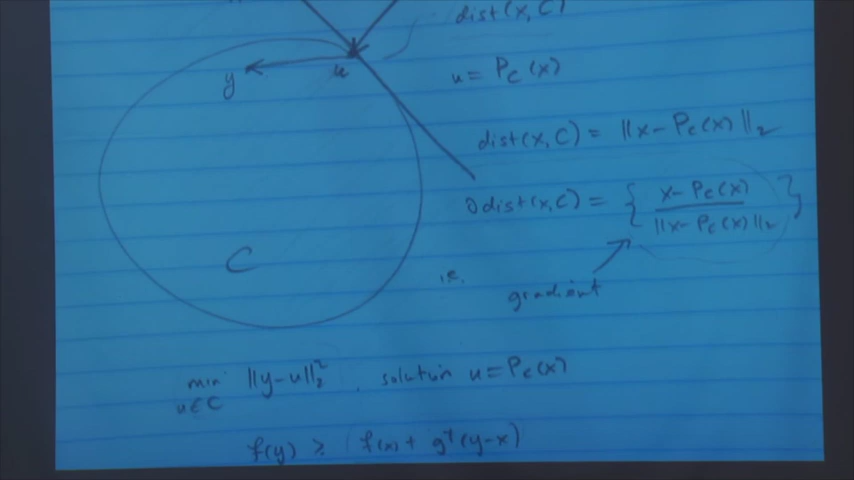 dist(x, C)
u
y
u = P_C(x)
dist(x, C) = ||x - P_C(x)||_2
∂dist(x, C) = { x - P_C(x) / ||x - P_C(x)||_2 }
C
i.e.
gradient
min ||y - u||_2^2 , solution u = P_C(x)
u ∈ C
f(y) ≥ f(x) + g^T(y-x)